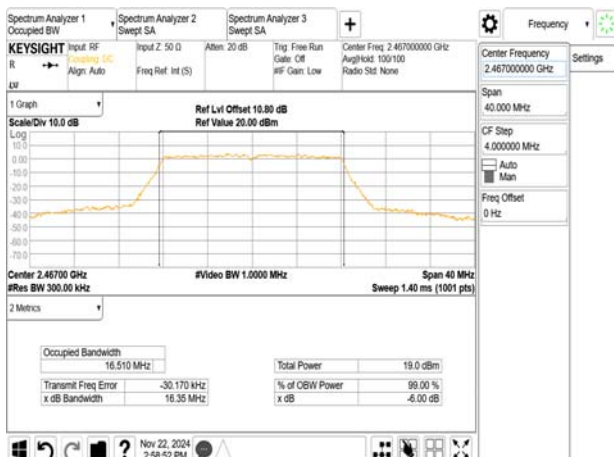 Spectrum Analyzer 1
Occupied BW
Spectrum Analyzer 2
Swept SA
Spectrum Analyzer 3
Swept SA
+
Frequency
KEYSIGHT
R
Input: RF
Coupling: DC
Align: Auto
Input Z: 50 Ω
Freq Ref: Int (S)
Atten: 20 dB
Trig: Free Run
Gate: Off
#IF Gain: Low
Center Freq: 2.467000000 GHz
Avg|Hold: 100/100
Radio Std: None
Center Frequency
2.467000000 GHz
Settings
Span
40.000 MHz
CF Step
4.000000 MHz
Auto
Man
Freq Offset
0 Hz
1 Graph
Scale/Div 10.0 dB
Ref Lvl Offset 10.80 dB
Ref Value 20.00 dBm
Log
10.0
0.00
-10.0
-20.0
-30.0
-40.0
-50.0
-60.0
-70.0
Center 2.46700 GHz
#Res BW 300.00 kHz
#Video BW 1.0000 MHz
Span 40 MHz
Sweep 1.40 ms (1001 pts)
2 Metrics
Occupied Bandwidth
16.510 MHz
Total Power 19.0 dBm
Transmit Freq Error -30.170 kHz
% of OBW Power 99.00 %
x dB Bandwidth 16.35 MHz
x dB -6.00 dB
?
Nov 22, 2024
2:58:52 PM